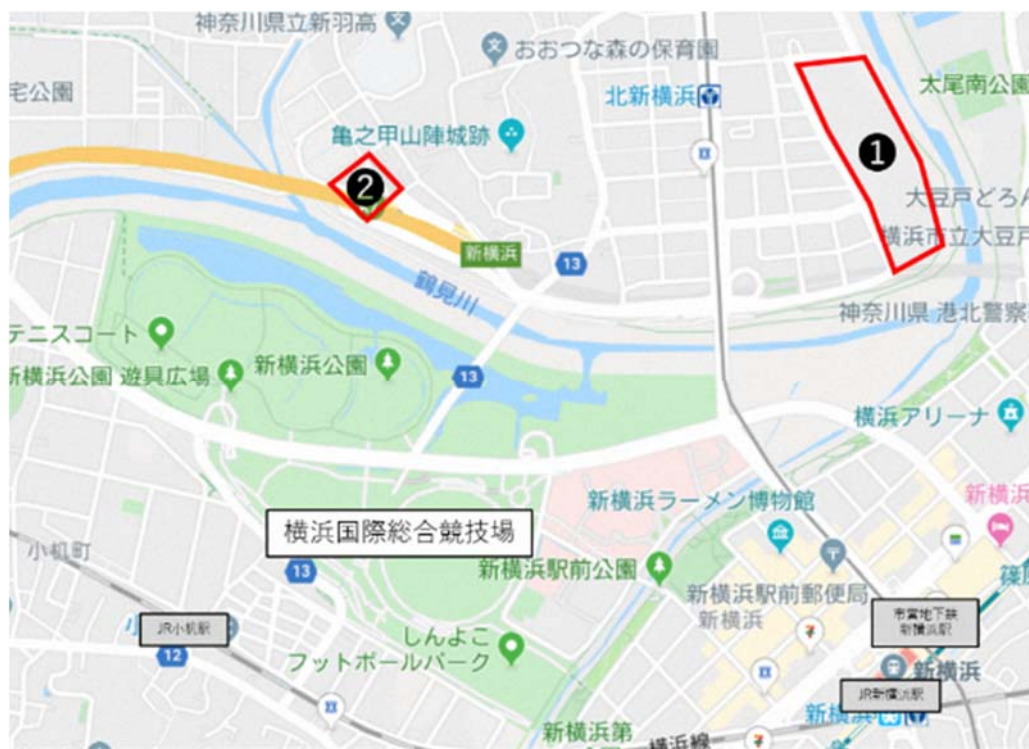 神奈川県立新羽高
おおつな森の保育園
宅公園
北新横浜
太尾南公園
亀之甲山陣城跡
❶
❷
大豆戸どろん
横浜市立大豆戸
新横浜
13
鶴見川
神奈川県 港北警察
テニスコート
新横浜公園
13
新横浜公園 遊具広場
横浜アリーナ
新横浜ラーメン博物館
新横浜
横浜国際総合競技場
小机町
新横浜駅前公園
13
新横浜駅前郵便局
新横浜
篠原
JR小机駅
市営地下鉄
新横浜駅
12
しんよこ
フットボールパーク
新横浜
JR新横浜駅
新横浜
新横浜第
横浜線